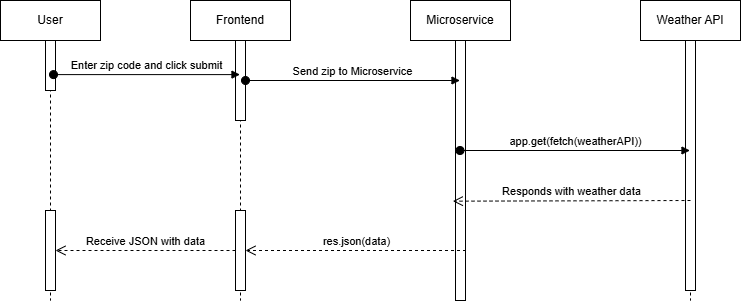 User
Frontend
Microservice
Weather API
Enter zip code and click submit
Send zip to Microservice
app.get(fetch(weatherAPI))
Responds with weather data
Receive JSON with data
res.json(data)